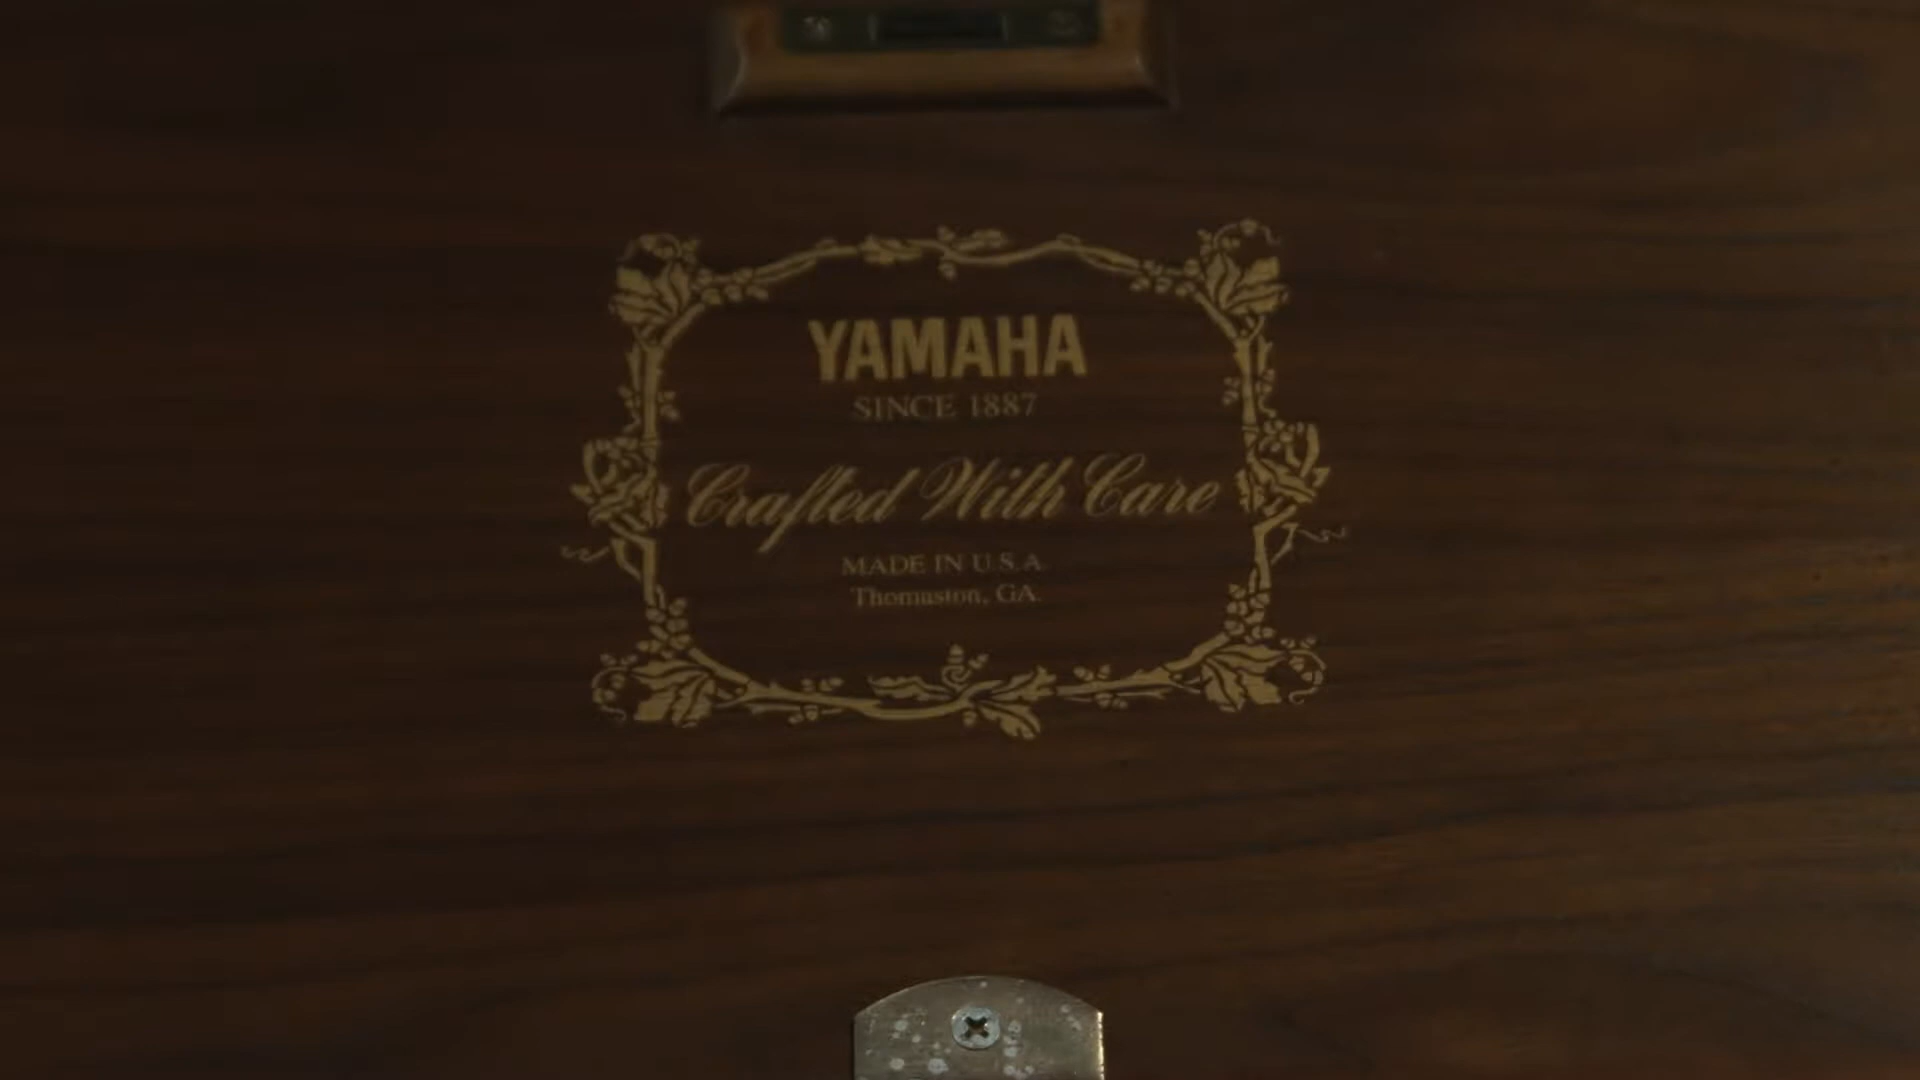 YAMAHA
SINCE 1887
Crafted With Care
MADE IN U.S.A.
Thomaston, GA.